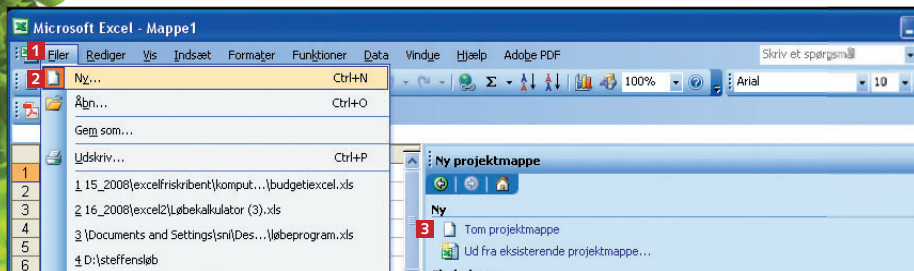 Microsoft Excel - Mappe1
1 Filer Rediger Vis Indsæt Formater Funktioner Data Vindue Hjælp Adobe PDF Skriv et spørgsmål
2 Ny... Ctrl+N 100% Arial 10
Åbn... Ctrl+O
Gem som...
Udskriv... Ctrl+P
Ny projektmappe
1 1 15_2008\excelfriskribent\komput...\budgetiexcel.xls
2
Ny
3 2 16_2008\excel2\Løbekalkulator (3).xls
3 Tom projektmappe
4 3 \Documents and Settings\sni\Des...\løbeprogram.xls
5 Ud fra eksisterende projektmappe...
6 4 D:\steffensløb